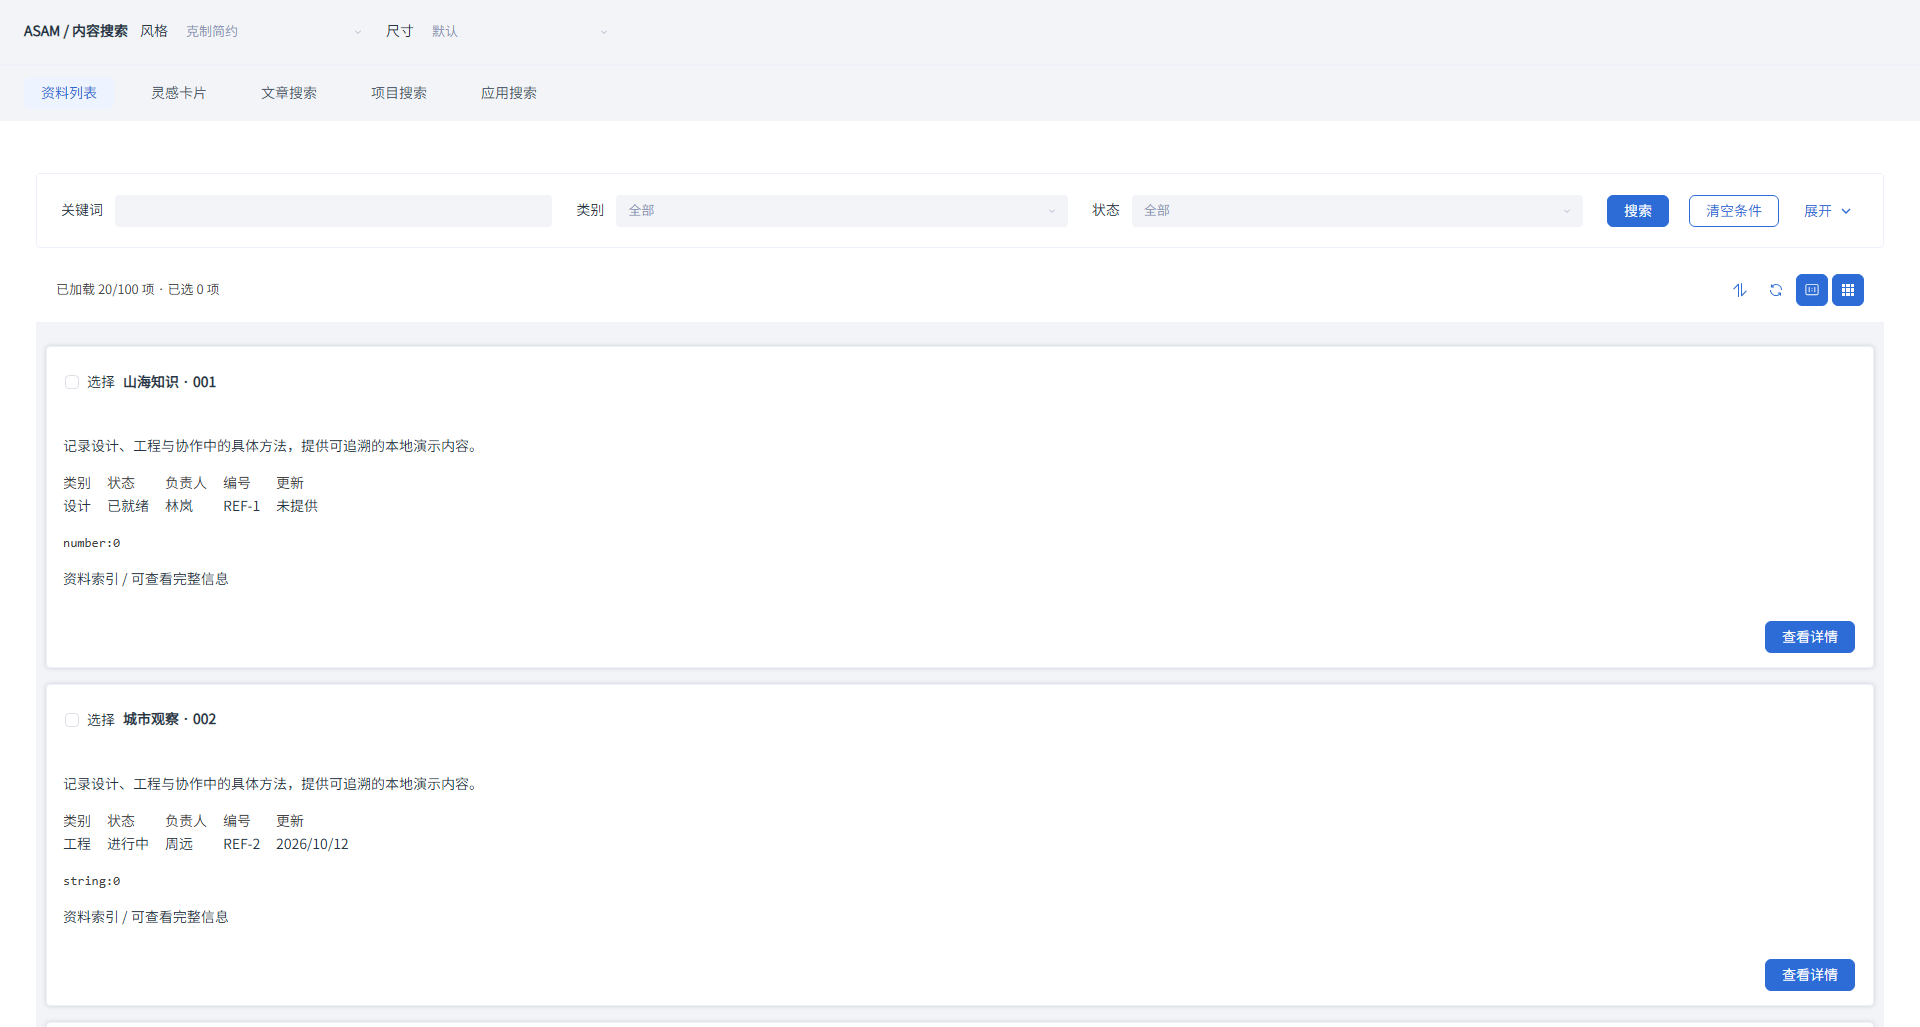 ASAM / 内容搜索 风格 克制简约 尺寸 默认
资料列表 灵感卡片 文章搜索 项目搜索 应用搜索
关键词 类别 全部 状态 全部 搜索 清空条件 展开
已加载 20/100 项 · 已选 0 项
选择 山海知识 · 001
记录设计、工程与协作中的具体方法，提供可追溯的本地演示内容。
类别 状态 负责人 编号 更新
设计 已就绪 林岚 REF-1 未提供
number:0
资料索引 / 可查看完整信息
查看详情
选择 城市观察 · 002
记录设计、工程与协作中的具体方法，提供可追溯的本地演示内容。
类别 状态 负责人 编号 更新
工程 进行中 周远 REF-2 2026/10/12
string:0
资料索引 / 可查看完整信息
查看详情